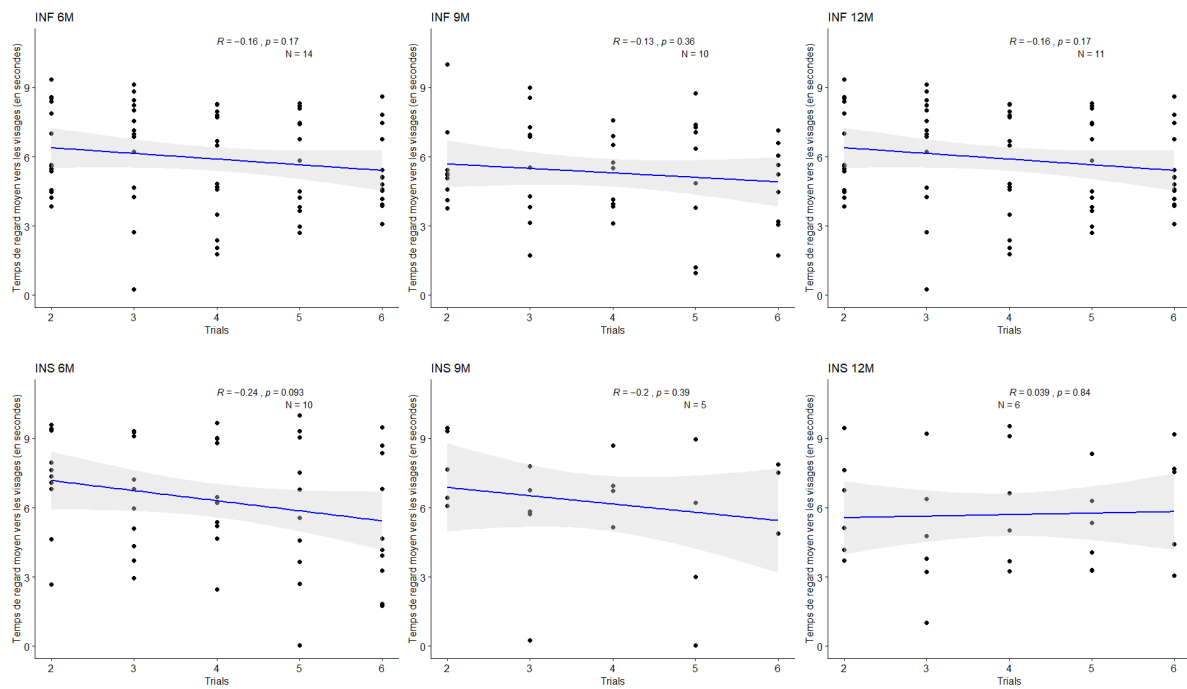 INF 6M
R = −0.16 , p = 0.17
N = 14
Temps de regard moyen vers les visages (en secondes)
9
6
3
0
2 3 4 5 6
Trials
INF 9M
R = −0.13 , p = 0.36
N = 10
Temps de regard moyen vers les visages (en secondes)
9
6
3
0
2 3 4 5 6
Trials
INF 12M
R = −0.16 , p = 0.17
N = 11
Temps de regard moyen vers les visages (en secondes)
9
6
3
0
2 3 4 5 6
Trials
INS 6M
R = −0.24 , p = 0.093
N = 10
Temps de regard moyen vers les visages (en secondes)
9
6
3
0
2 3 4 5 6
Trials
INS 9M
R = −0.2 , p = 0.39
N = 5
Temps de regard moyen vers les visages (en secondes)
9
6
3
0
2 3 4 5 6
Trials
INS 12M
R = 0.039 , p = 0.84
N = 6
Temps de regard moyen vers les visages (en secondes)
9
6
3
0
2 3 4 5 6
Trials